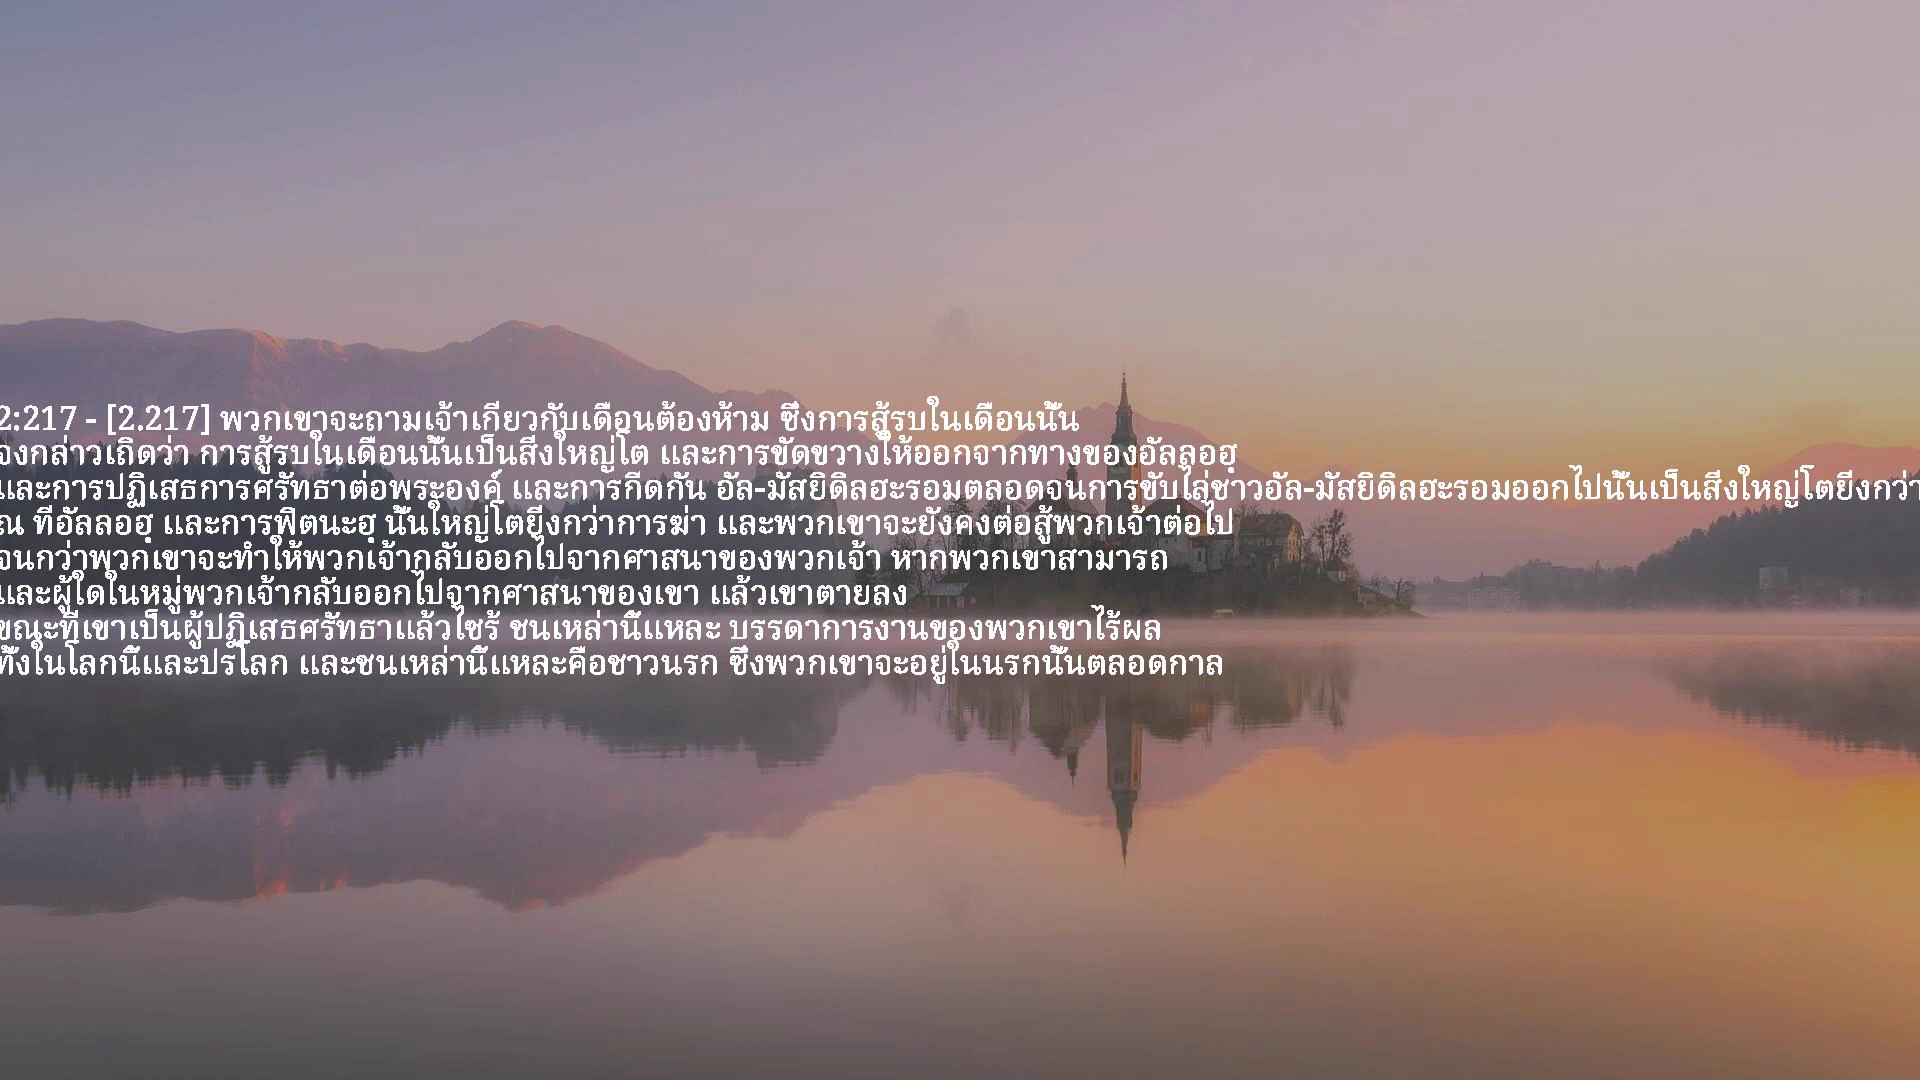 2:217 - [2.217] พวกเขาจะถามเจ้าเกี่ยวกับเดือนต้องห้าม ซึ่งการสู้รบในเดือนนั้น
จงกล่าวเถิดว่า การสู้รบในเดือนนั้นเป็นสิ่งใหญ่โต และการขัดขวางให้ออกจากทางของอัลลอฮฺ
และการปฏิเสธการศรัทธาต่อพระองค์ และการกีดกัน อัล-มัสยิดิลฮะรอมตลอดจนการขับไล่ชาวอัล-มัสยิดิลฮะรอมออกไปนั้นเป็นสิ่งใหญ่โตยิ่งกว่า
ณ ที่อัลลอฮฺ และการฟิตนะฮฺ นั้นใหญ่โตยิ่งกว่าการฆ่า และพวกเขาจะยังคงต่อสู้พวกเจ้าต่อไป
จนกว่าพวกเขาจะทำให้พวกเจ้ากลับออกไปจากศาสนาของพวกเจ้า หากพวกเขาสามารถ
และผู้ใดในหมู่พวกเจ้ากลับออกไปจากศาสนาของเขา แล้วเขาตายลง
ขณะที่เขาเป็นผู้ปฏิเสธศรัทธาแล้วไซร้ ชนเหล่านี้แหละ บรรดาการงานของพวกเขาไร้ผล
ทั้งในโลกนี้และปรโลก และชนเหล่านี้แหละคือชาวนรก ซึ่งพวกเขาจะอยู่ในนรกนั้นตลอดกาล